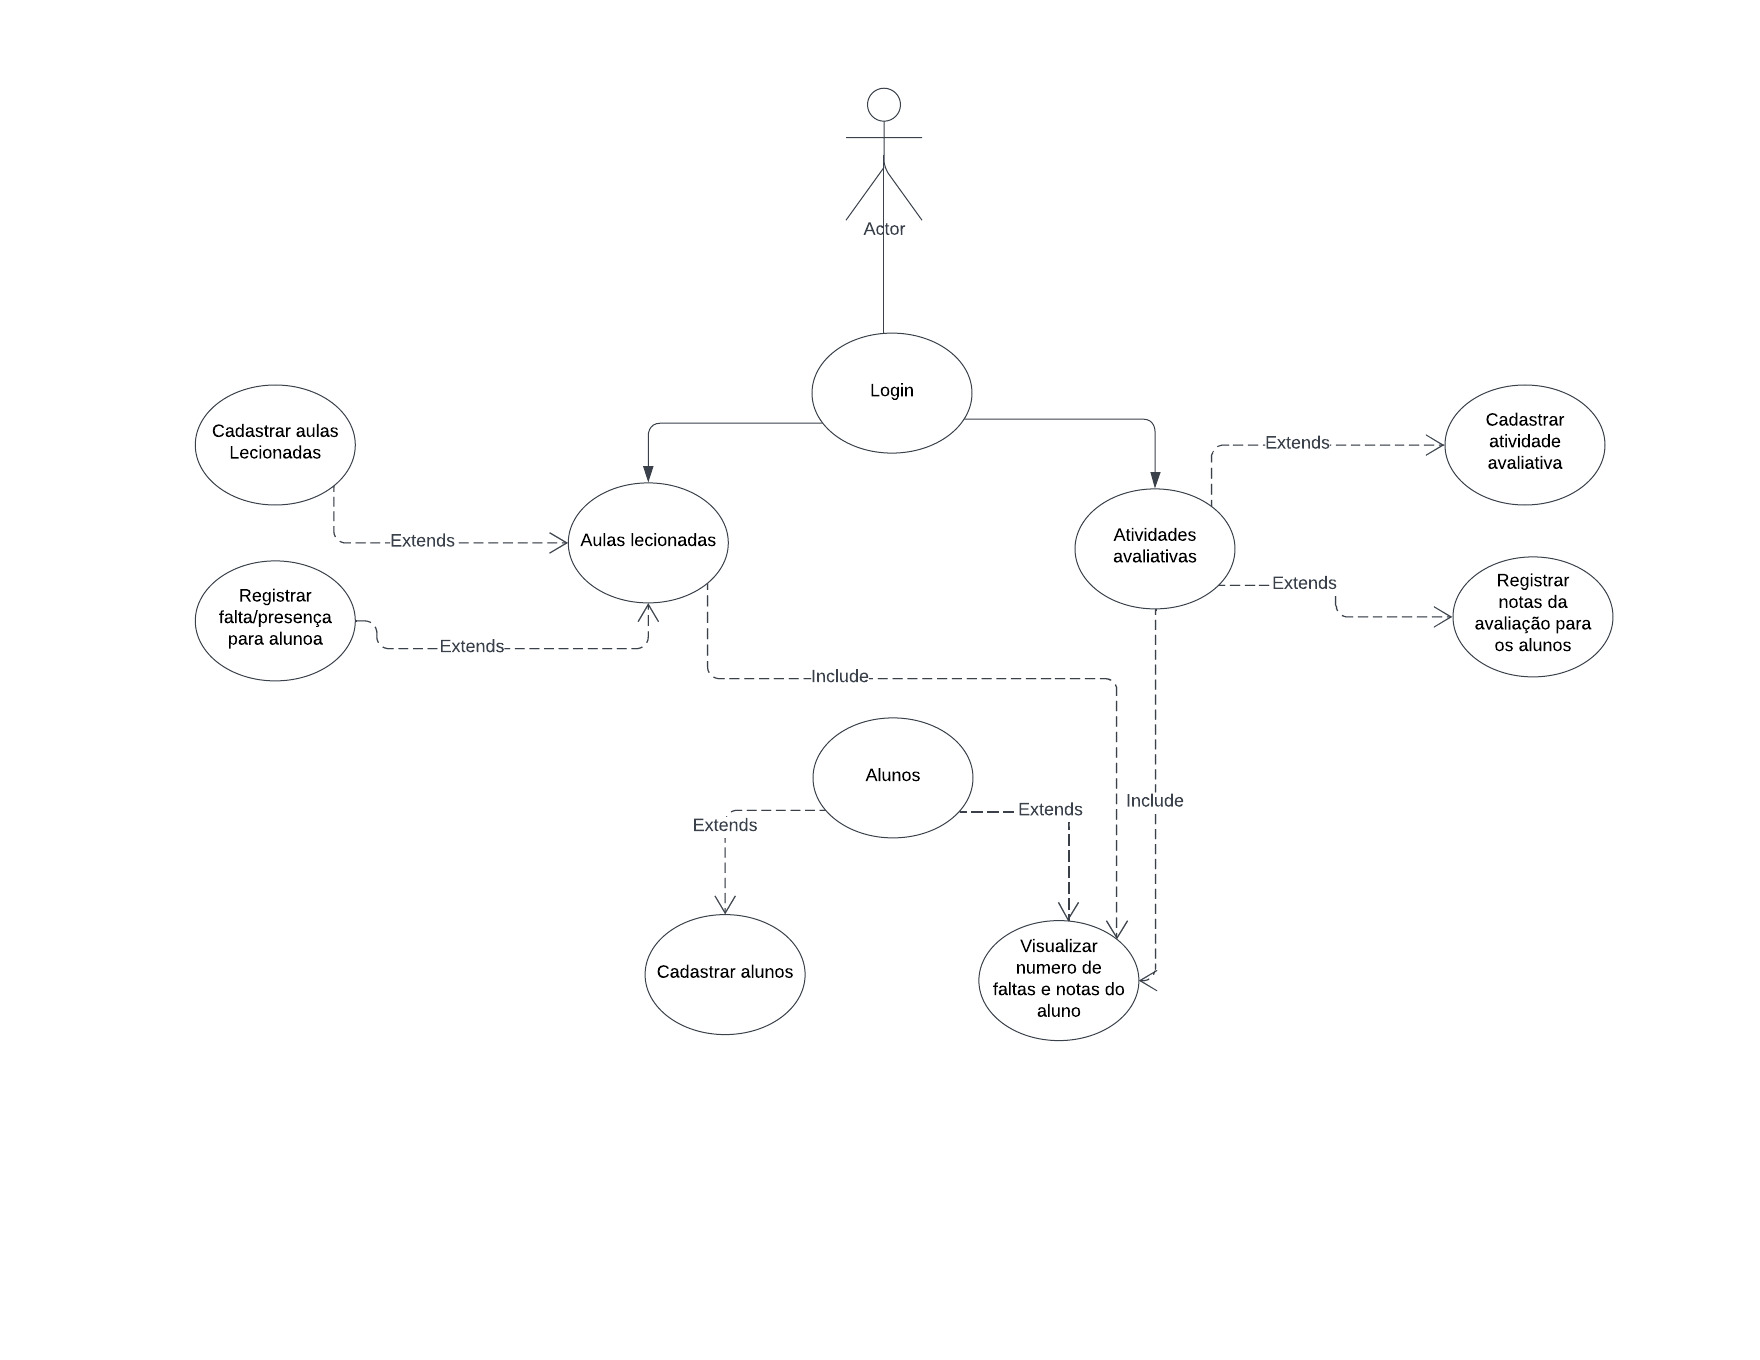 Actor
Login
Cadastrar aulas
Lecionadas
Extends
Aulas lecionadas
Registrar
falta/presença
para alunoa
Extends
Atividades
avaliativas
Extends
Cadastrar
atividade
avaliativa
Extends
Registrar
notas da
avaliação para
os alunos
Include
Alunos
Include
Extends
Extends
Cadastrar alunos
Visualizar
numero de
faltas e notas do
aluno